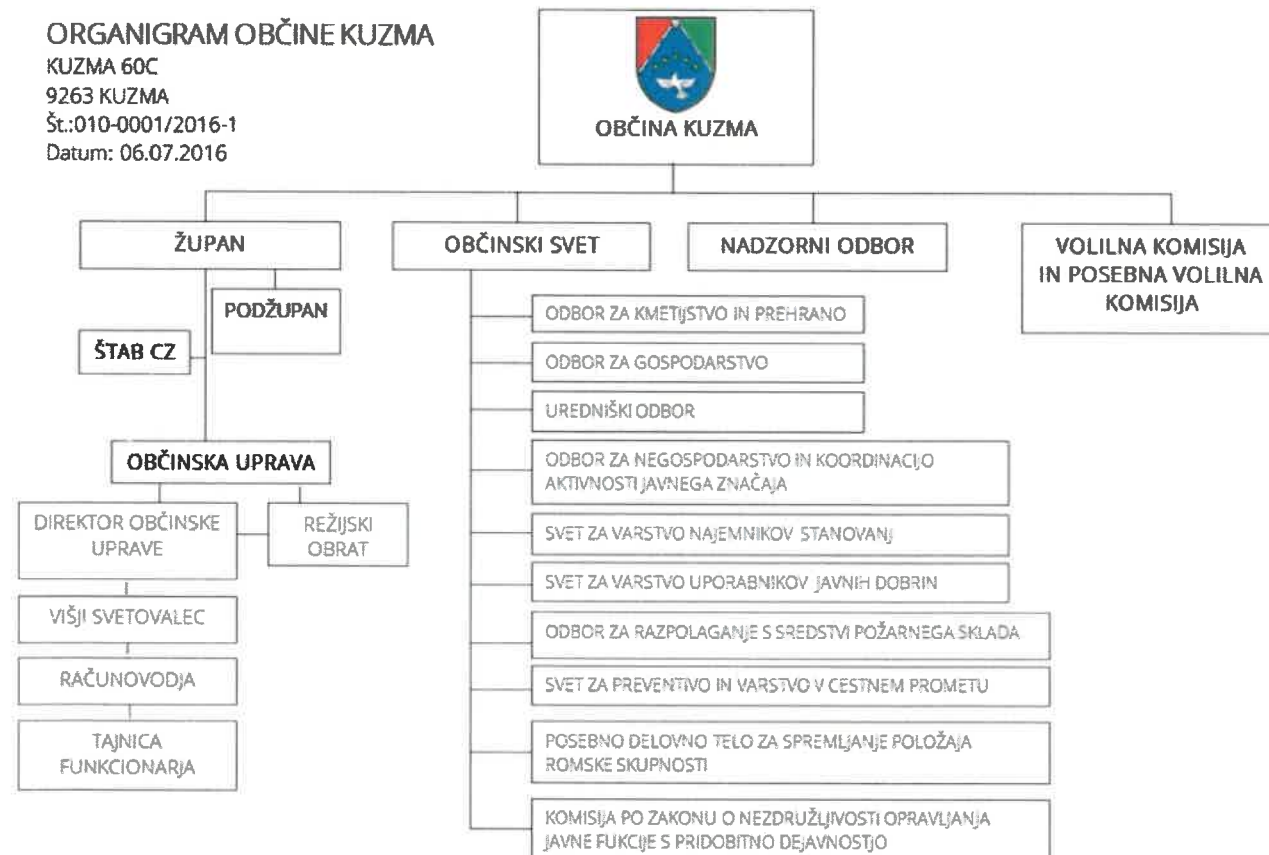 ORGANIGRAM OBČINE KUZMA
KUZMA 60C
9263 KUZMA
Št.:010-0001/2016-1
Datum: 06.07.2016
OBČINA KUZMA
ŽUPAN
OBČINSKI SVET
NADZORNI ODBOR
VOLILNA KOMISIJA
IN POSEBNA VOLILNA
KOMISIJA
PODŽUPAN
ŠTAB CZ
OBČINSKA UPRAVA
DIREKTOR OBČINSKE
UPRAVE
REŽIJSKI
OBRAT
VIŠJI SVETOVALEC
RAČUNOVODJA
TAJNICA
FUNKCIONARJA
ODBOR ZA KMETIJSTVO IN PREHRANO
ODBOR ZA GOSPODARSTVO
UREDNIŠKI ODBOR
ODBOR ZA NEGOSPODARSTVO IN KOORDINACIJO
AKTIVNOSTI JAVNEGA ZNAČAJA
SVET ZA VARSTVO NAJEMNIKOV STANOVANJ
SVET ZA VARSTVO UPORABNIKOV JAVNIH DOBRIN
ODBOR ZA RAZPOLAGANJE S SREDSTVI POŽARNEGA SKLADA
SVET ZA PREVENTIVO IN VARSTVO V CESTNEM PROMETU
POSEBNO DELOVNO TELO ZA SPREMLJANJE POLOŽAJA
ROMSKE SKUPNOSTI
KOMISIJA PO ZAKONU O NEZDRUŽLJIVOSTI OPRAVLJANJA
JAVNE FUKCIJE S PRIDOBITNO DEJAVNOSTJO